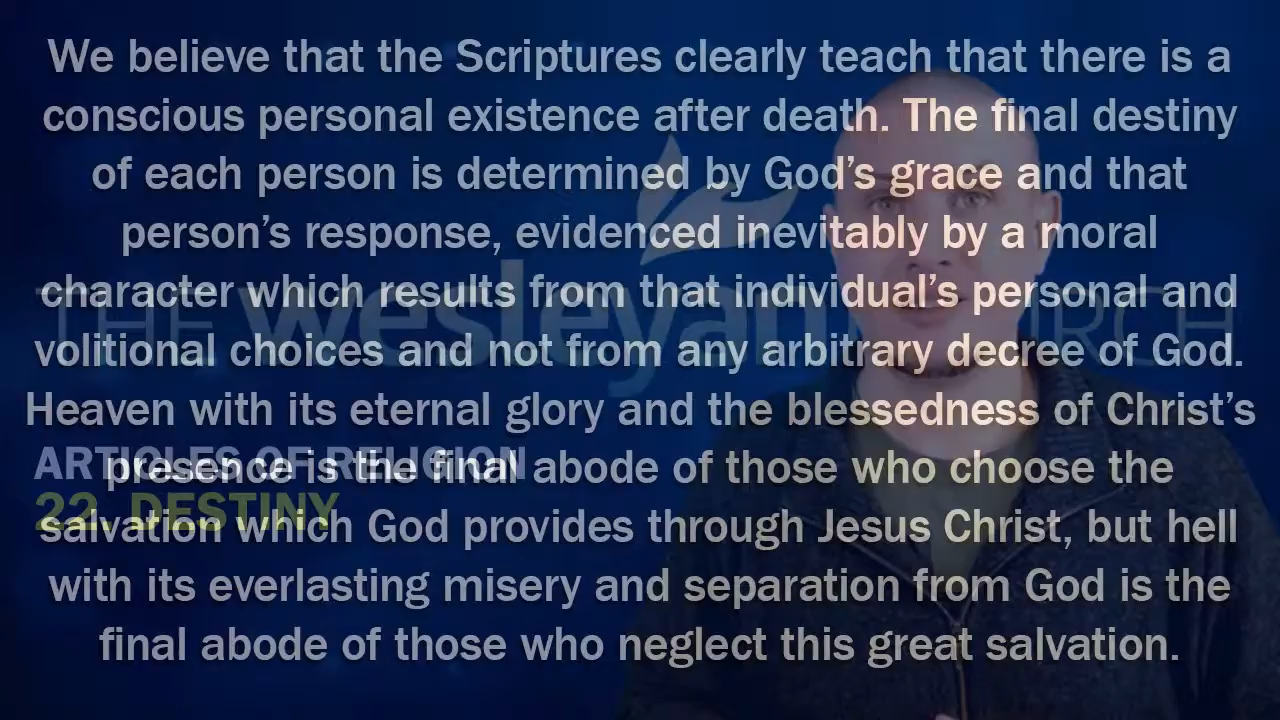 We believe that the Scriptures clearly teach that there is a
conscious personal existence after death. The final destiny
of each person is determined by God's grace and that
person's response, evidenced inevitably by a moral
character which results from that individual's personal and
THE wesleyan CHURCH
volitional choices and not from any arbitrary decree of God.
Heaven with its eternal glory and the blessedness of Christ's
ARTICLES OF RELIGION
presence is the final abode of those who choose the
22. DESTINY
salvation which God provides through Jesus Christ, but hell
with its everlasting misery and separation from God is the
final abode of those who neglect this great salvation.